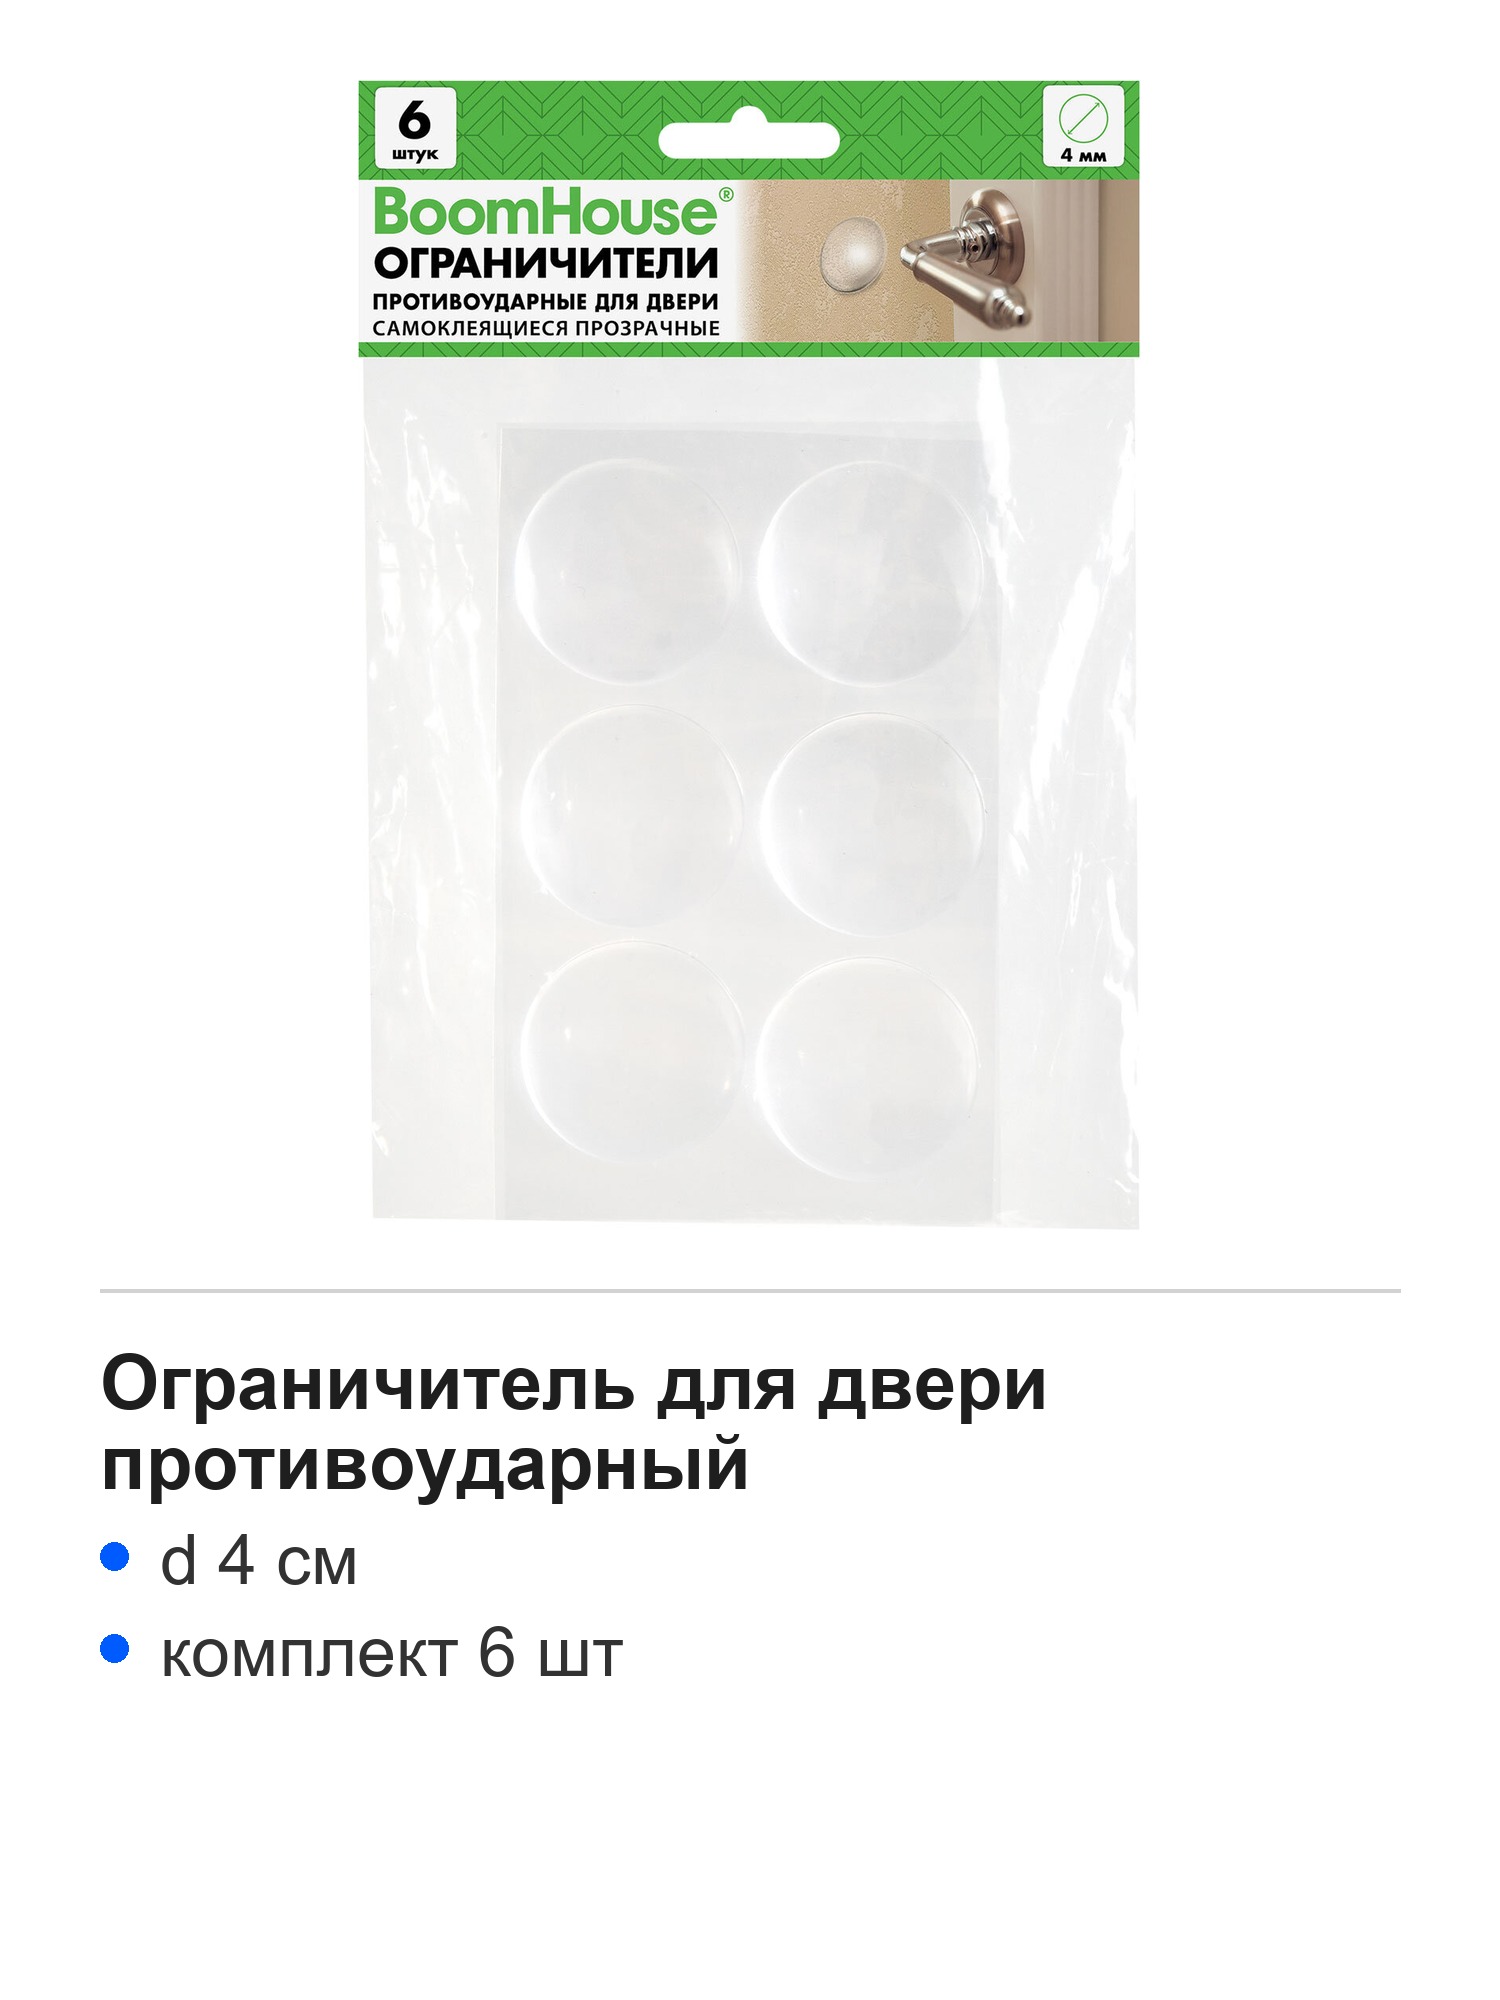 6
штук
4 мм
BoomHouse®
ОГРАНИЧИТЕЛИ
ПРОТИВОУДАРНЫЕ ДЛЯ ДВЕРИ
САМОКЛЕЯЩИЕСЯ ПРОЗРАЧНЫЕ
Ограничитель для двери
противоударный
d 4 см
комплект 6 шт